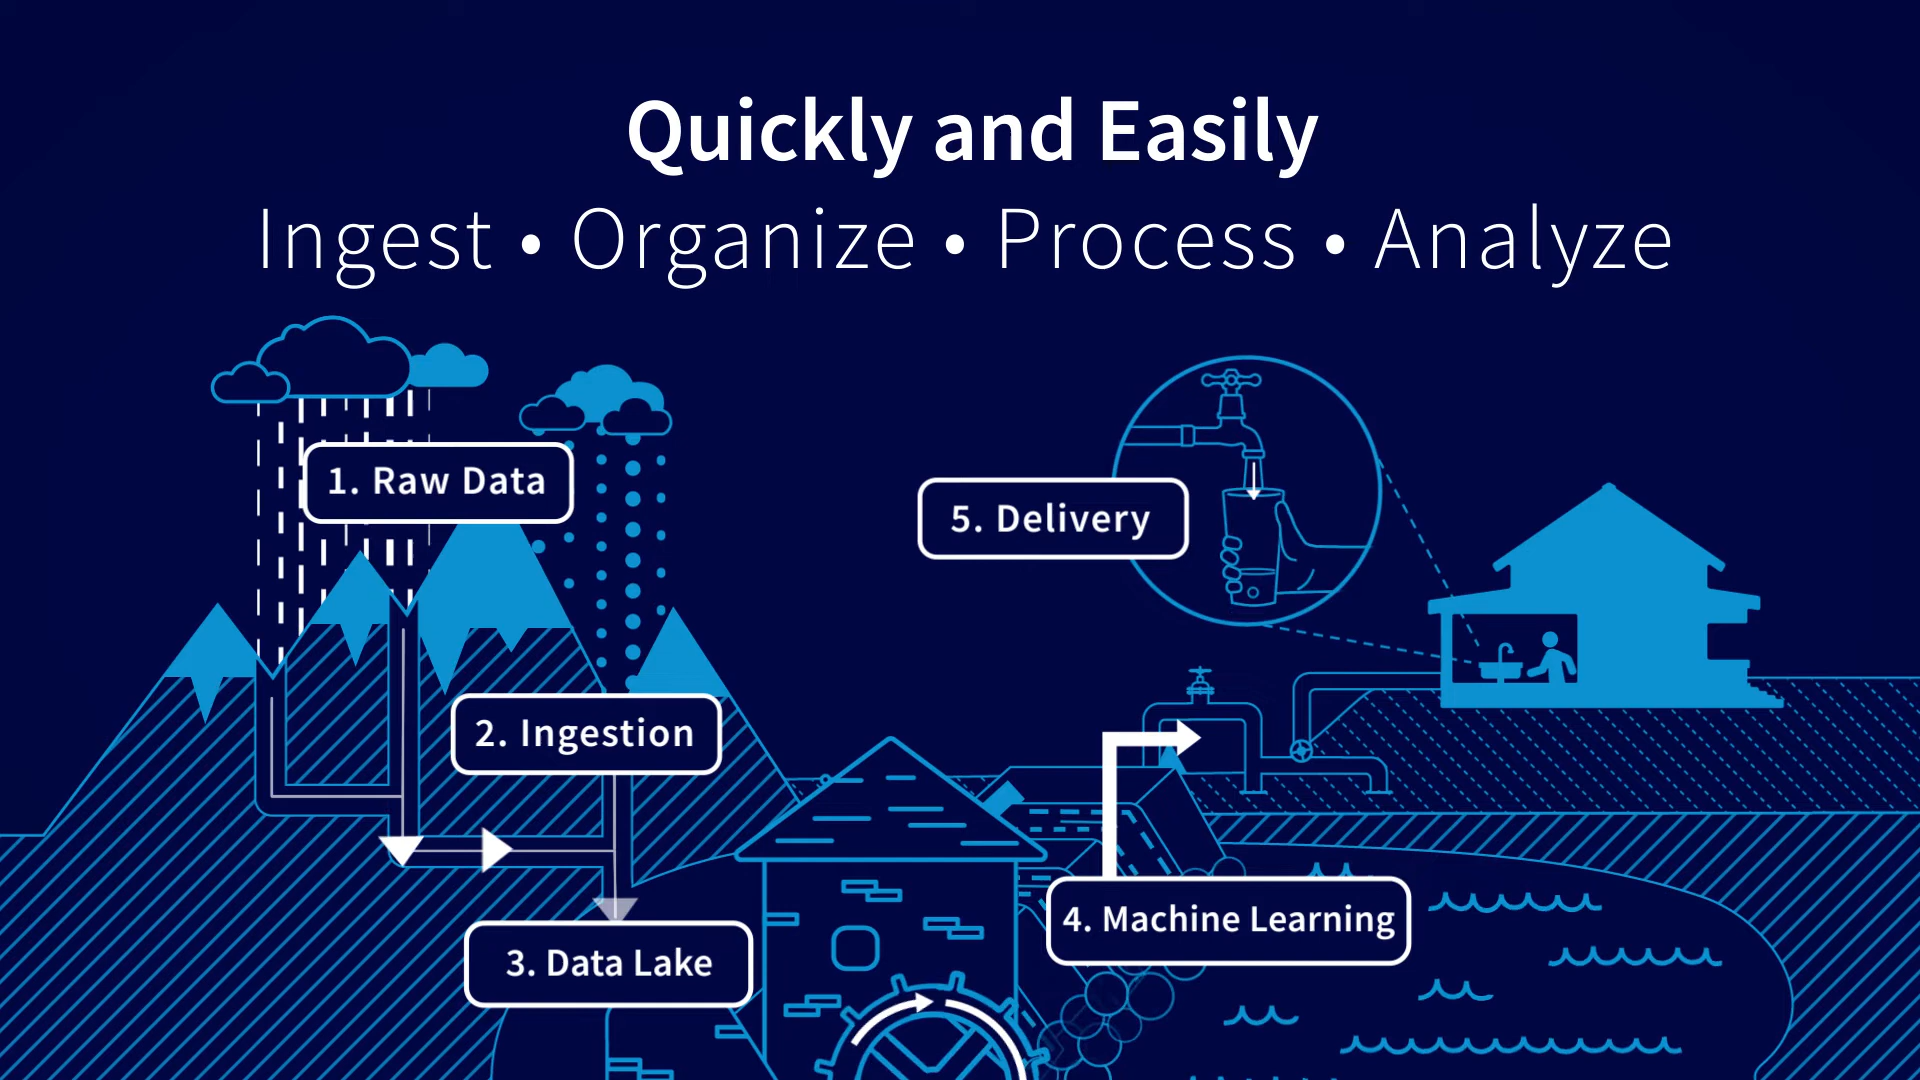 Quickly and Easily
Ingest • Organize • Process • Analyze
1. Raw Data
5. Delivery
2. Ingestion
4. Machine Learning
3. Data Lake